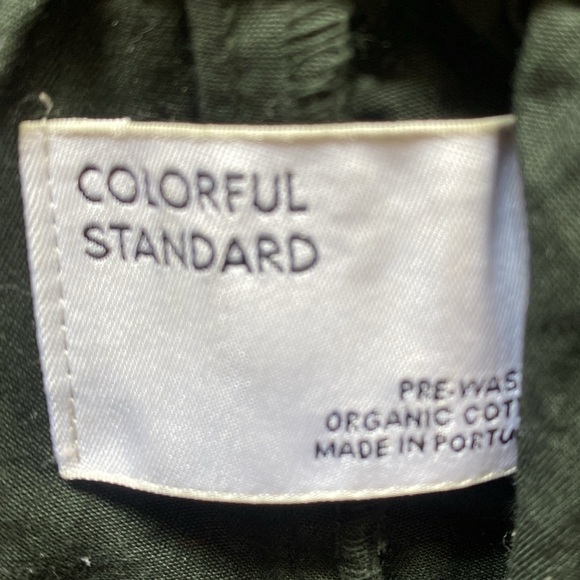 COLORFUL
STANDARD
PRE-WAS
ORGANIC COTT
MADE IN PORTU